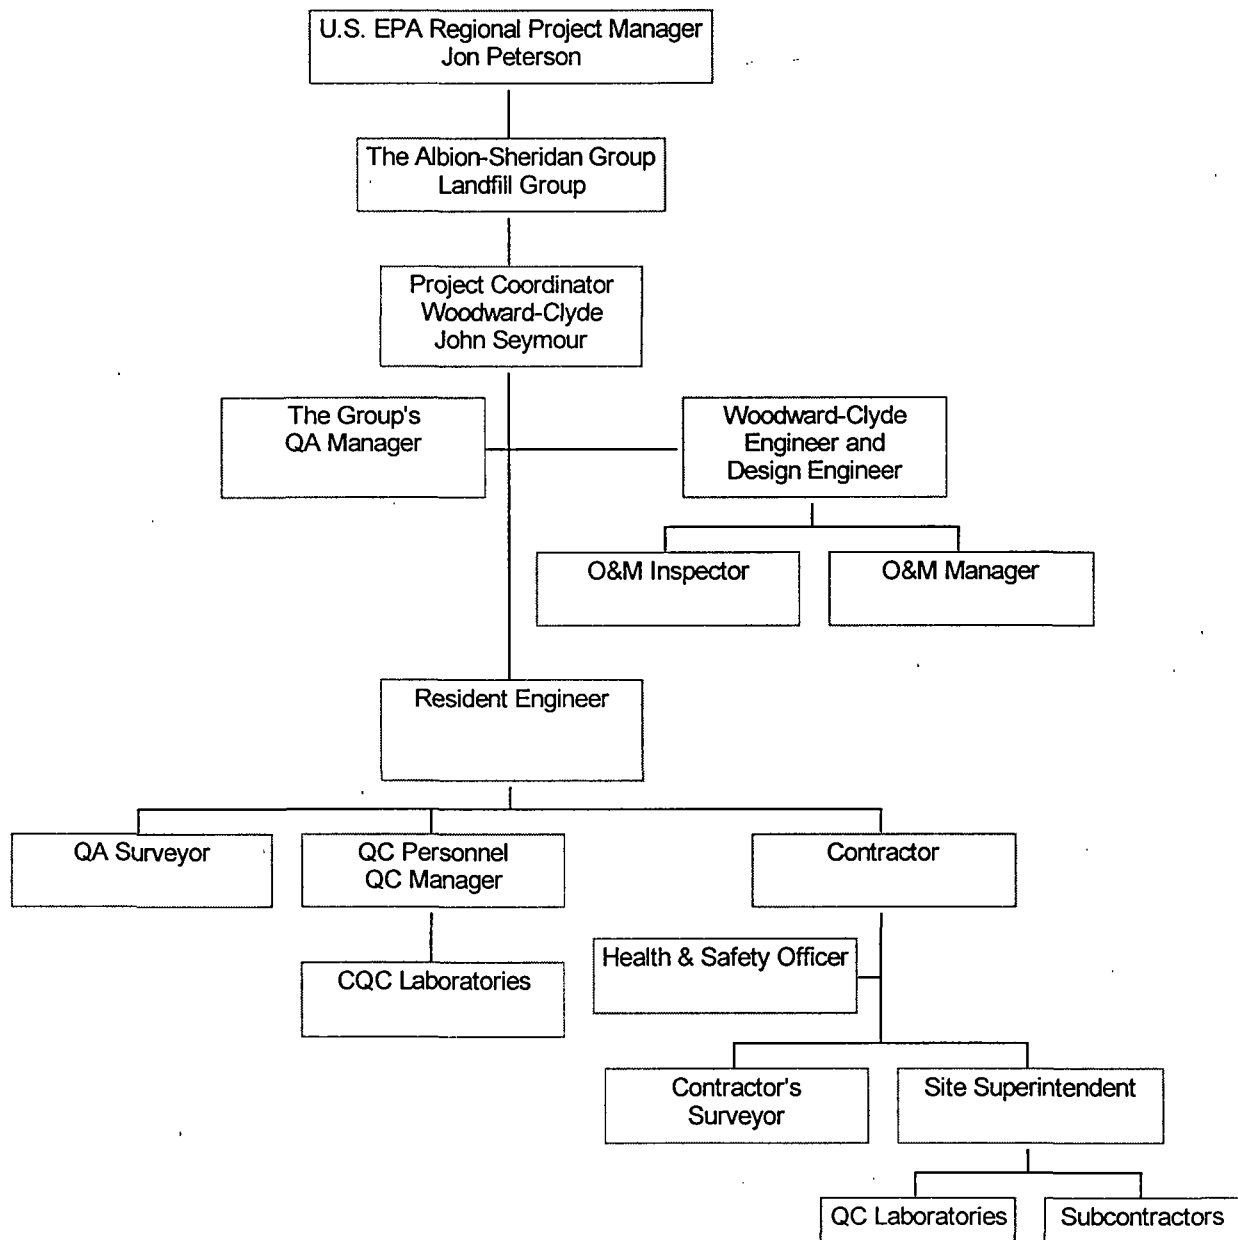 U.S. EPA Regional Project Manager
Jon Peterson
The Albion-Sheridan Group
Landfill Group
Project Coordinator
Woodward-Clyde
John Seymour
The Group's
QA Manager
Woodward-Clyde
Engineer and
Design Engineer
O&M Inspector
O&M Manager
Resident Engineer
QA Surveyor
QC Personnel
QC Manager
Contractor
CQC Laboratories
Health & Safety Officer
Contractor's
Surveyor
Site Superintendent
QC Laboratories
Subcontractors